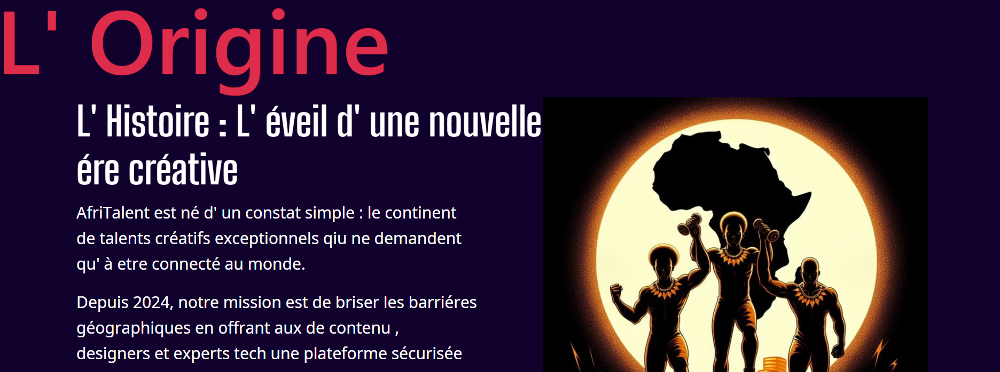 L' Origine
L' Histoire : L' éveil d' une nouvelle
ére créative
AfriTalent est né d' un constat simple : le continent
de talents créatifs exceptionnels qiu ne demandent
qu' à etre connecté au monde.
Depuis 2024, notre mission est de briser les barriéres
géographiques en offrant aux de contenu ,
designers et experts tech une plateforme sécurisée